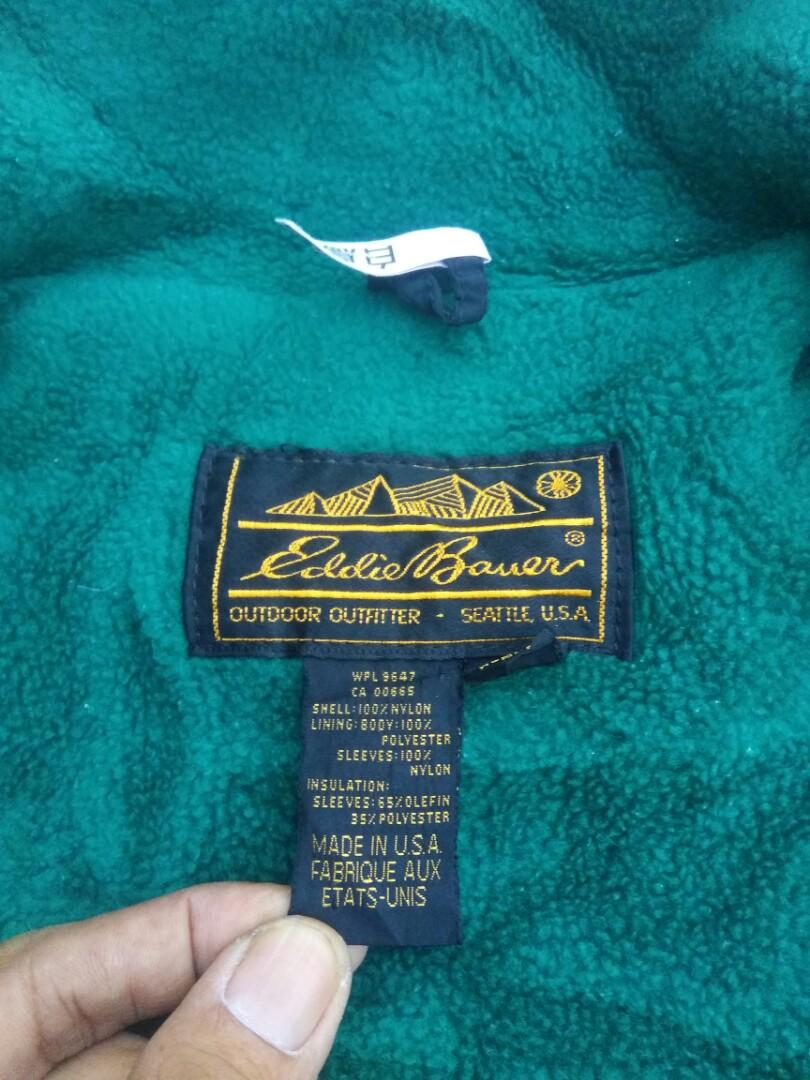 Eddie Bauer®
OUTDOOR OUTFITTER - SEATTLE, U.S.A.
WPL 9647
CA 00665
SHELL:100% NYLON
LINING:BODY:100%
POLYESTER
SLEEVES:100%
NYLON
INSULATION:
SLEEVES:65% OLEFIN
35% POLYESTER
MADE IN U.S.A.
FABRIQUE AUX
ETATS-UNIS